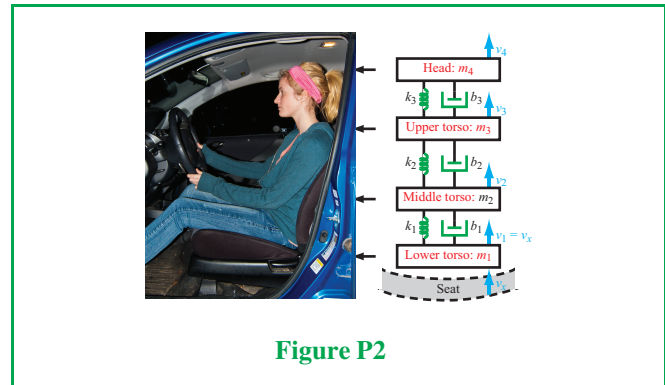 v4
Head: m4
k3 b3 v3
Upper torso: m3
k2 b2 v2
Middle torso: m2
k1 b1 v1 = vx
Lower torso: m1
Seat vx
Figure P2